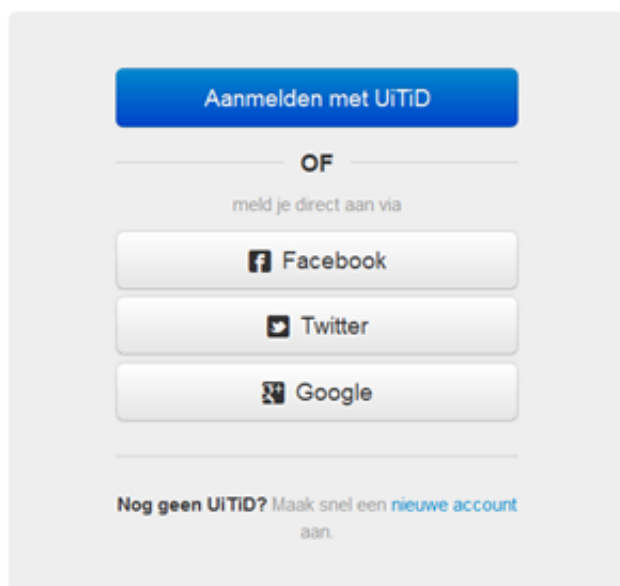 Aanmelden met UiTiD
OF
meld je direct aan via
Facebook
Twitter
Google
Nog geen UiTiD? Maak snel een nieuwe account
aan.